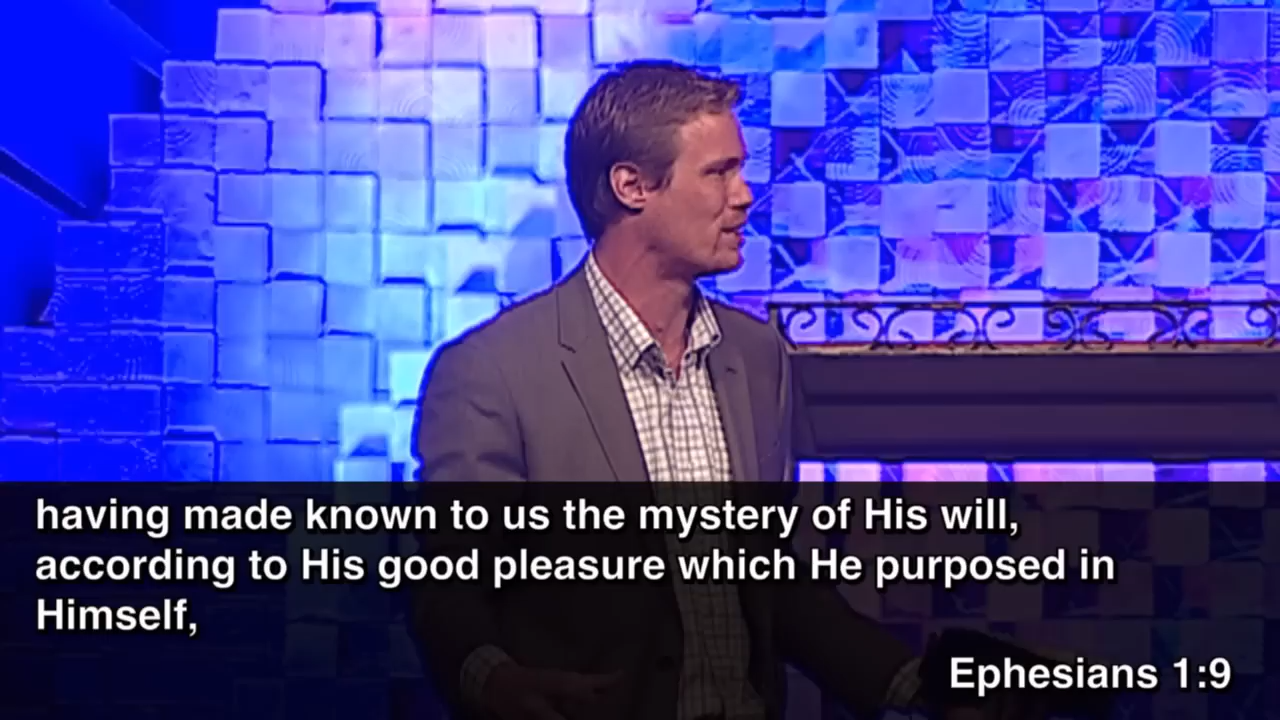 having made known to us the mystery of His will,
according to His good pleasure which He purposed in
Himself,
Ephesians 1:9